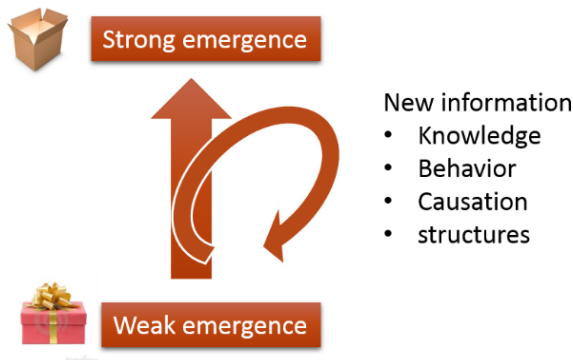 Strong emergence
New information
• Knowledge
• Behavior
• Causation
• structures
Weak emergence